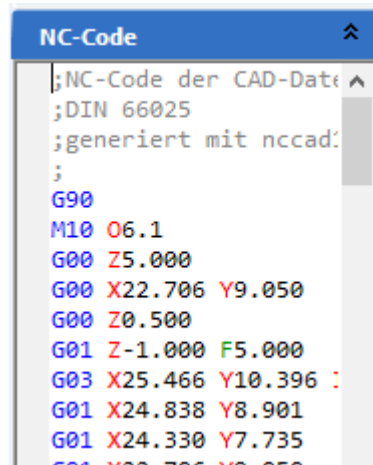 NC-Code
;NC-Code der CAD-Date
;DIN 66025
;generiert mit nccad
;
G90
M10 O6.1
G00 Z5.000
G00 X22.706 Y9.050
G00 Z0.500
G01 Z-1.000 F5.000
G03 X25.466 Y10.396
G01 X24.838 Y8.901
G01 X24.330 Y7.735